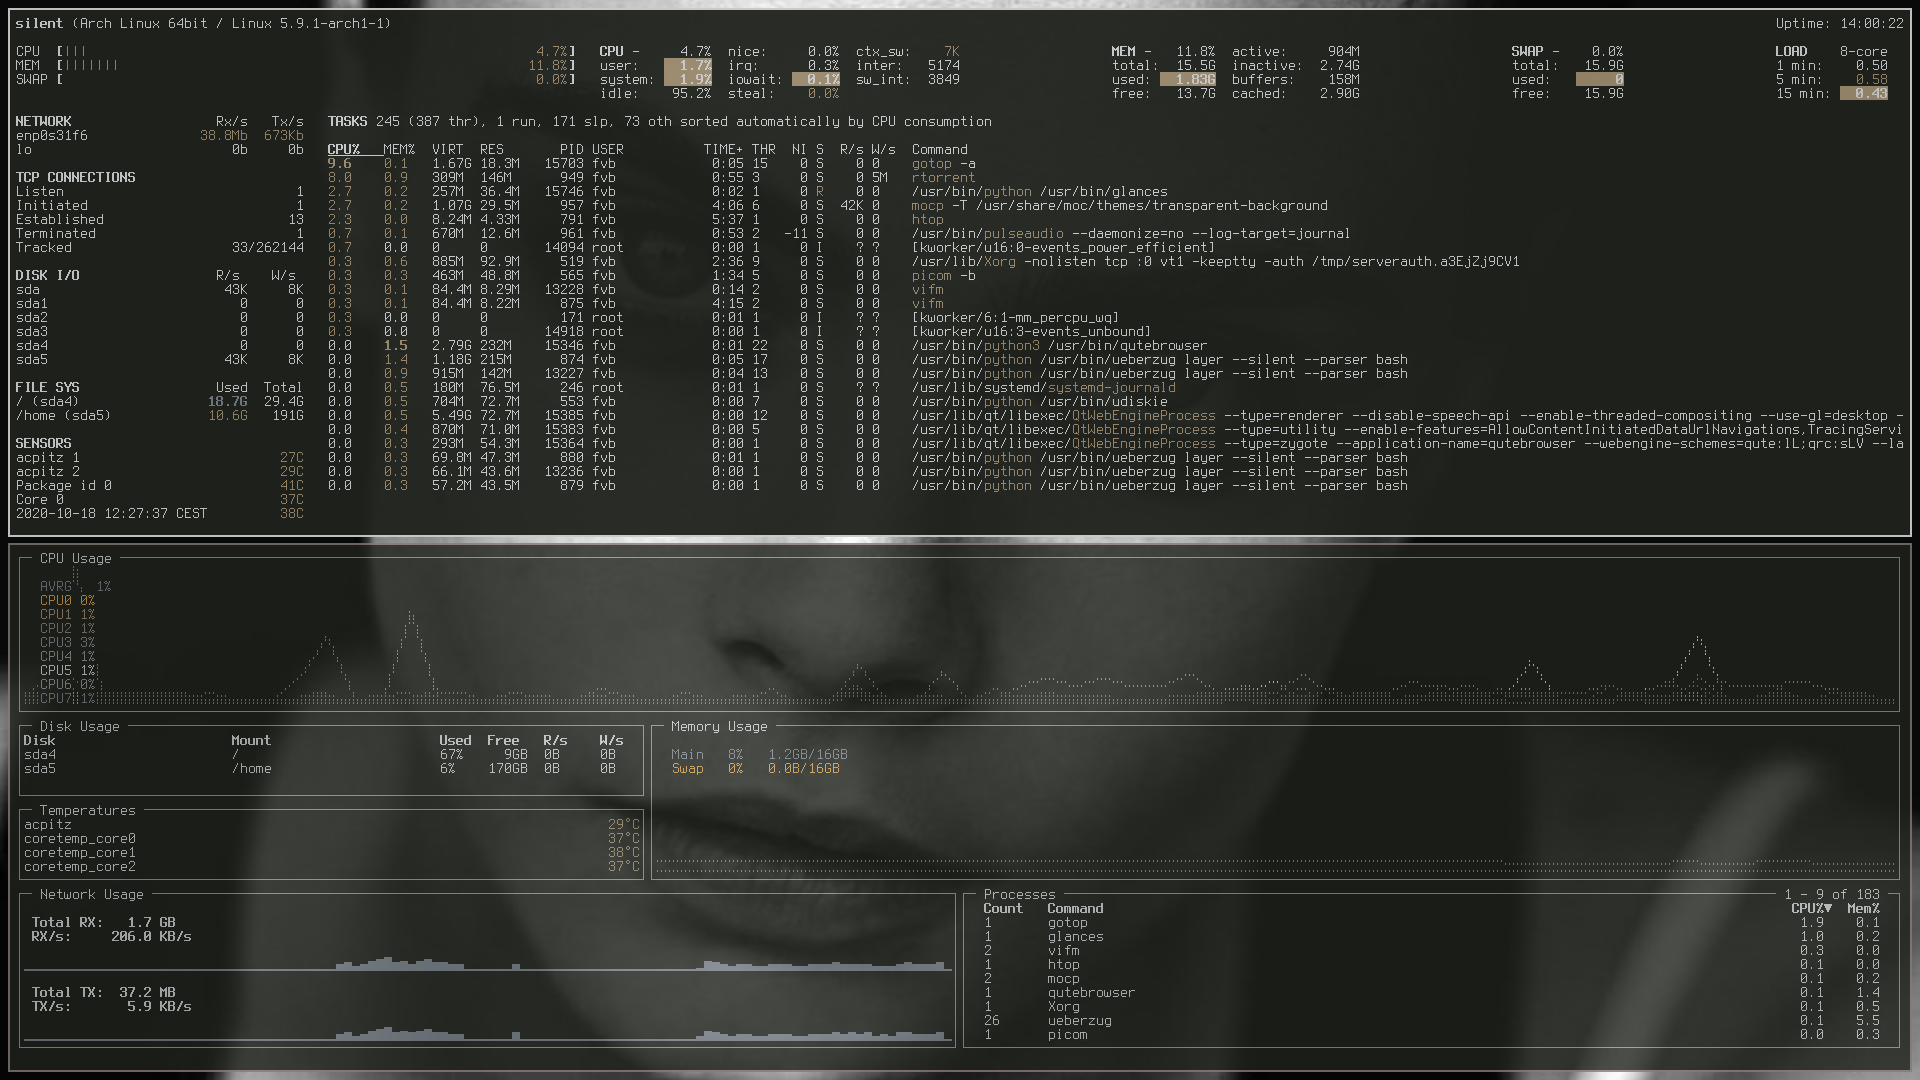 silent (Arch Linux 64bit / Linux 5.9.1-arch1-1) Uptime: 14:00:22
CPU [||| 4.7%] CPU - 4.7% nice: 0.0% ctx_sw: 7K MEM - 11.8% active: 904M SWAP - 0.0% LOAD 8-core
MEM [||||||| 11.8%] user: 1.7% irq: 0.3% inter: 5174 total: 15.5G inactive: 2.74G total: 15.9G 1 min: 0.50
SWAP [ 0.0%] system: 1.9% iowait: 0.1% sw_int: 3849 used: 1.83G buffers: 158M used: 0 5 min: 0.58
idle: 95.2% steal: 0.0% free: 13.7G cached: 2.90G free: 15.9G 15 min: 0.43
NETWORK Rx/s Tx/s TASKS 245 (387 thr), 1 run, 171 slp, 73 oth sorted automatically by CPU consumption
enp0s31f6 38.8Mb 673Kb
lo 0b 0b CPU% MEM% VIRT RES PID USER TIME+ THR NI S R/s W/s Command
9.6 0.1 1.67G 18.3M 15703 fvb 0:05 15 0 S 0 0 gotop -a
TCP CONNECTIONS 8.0 0.9 309M 146M 949 fvb 0:55 3 0 S 0 5M rtorrent
Listen 1 2.7 0.2 257M 36.4M 15746 fvb 0:02 1 0 R 0 0 /usr/bin/python /usr/bin/glances
Initiated 1 2.7 0.2 1.07G 29.5M 957 fvb 4:06 6 0 S 42K 0 mocp -T /usr/share/moc/themes/transparent-background
Established 13 2.3 0.0 8.24M 4.33M 791 fvb 5:37 1 0 S 0 0 htop
Terminated 1 0.7 0.1 670M 12.6M 961 fvb 0:53 2 -11 S 0 0 /usr/bin/pulseaudio --daemonize=no --log-target=journal
Tracked 33/262144 0.7 0.0 0 0 14094 root 0:00 1 0 I ? ? [kworker/u16:0-events_power_efficient]
0.3 0.6 885M 92.9M 519 fvb 2:36 9 0 S 0 0 /usr/lib/Xorg -nolisten tcp :0 vt1 -keeptty -auth /tmp/serverauth.a3EjZj9CV1
DISK I/O R/s W/s 0.3 0.3 463M 48.8M 565 fvb 1:34 5 0 S 0 0 picom -b
sda 43K 8K 0.3 0.1 84.4M 8.29M 13228 fvb 0:14 2 0 S 0 0 vifm
sda1 0 0 0.3 0.1 84.4M 8.22M 875 fvb 4:15 2 0 S 0 0 vifm
sda2 0 0 0.3 0.0 0 0 171 root 0:01 1 0 I ? ? [kworker/6:1-mm_percpu_wq]
sda3 0 0 0.3 0.0 0 0 14918 root 0:00 1 0 I ? ? [kworker/u16:3-events_unbound]
sda4 0 0 0.0 1.5 2.79G 232M 15346 fvb 0:01 22 0 S 0 0 /usr/bin/python3 /usr/bin/qutebrowser
sda5 43K 8K 0.0 1.4 1.18G 215M 874 fvb 0:05 17 0 S 0 0 /usr/bin/python /usr/bin/ueberzug layer --silent --parser bash
0.0 0.9 915M 142M 13227 fvb 0:04 13 0 S 0 0 /usr/bin/python /usr/bin/ueberzug layer --silent --parser bash
FILE SYS Used Total 0.0 0.5 180M 76.5M 246 root 0:01 1 0 S ? ? /usr/lib/systemd/systemd-journald
/ (sda4) 18.7G 29.4G 0.0 0.5 704M 72.7M 553 fvb 0:00 7 0 S 0 0 /usr/bin/python /usr/bin/udiskie
/home (sda5) 10.6G 191G 0.0 0.5 5.49G 72.5M 15385 fvb 0:00 12 0 S 0 0 /usr/lib/qt/libexec/QtWebEngineProcess --type=renderer --disable-speech-api --enable-threaded-compositing --use-gl=desktop -
0.0 0.4 870M 71.0M 15383 fvb 0:00 5 0 S 0 0 /usr/lib/qt/libexec/QtWebEngineProcess --type=utility --enable-features=AllowContentInitiatedDataUrlNavigations,TracingServi
SENSORS 0.0 0.3 293M 54.3M 15364 fvb 0:00 1 0 S 0 0 /usr/lib/qt/libexec/QtWebEngineProcess --type=zygote --application-name=qutebrowser --webengine-schemes=qute:lL;qrc:sLV --la
acpitz 1 27C 0.0 0.3 69.8M 47.3M 880 fvb 0:01 1 0 S 0 0 /usr/bin/python /usr/bin/ueberzug layer --silent --parser bash
acpitz 2 29C 0.0 0.3 66.1M 43.6M 13236 fvb 0:00 1 0 S 0 0 /usr/bin/python /usr/bin/ueberzug layer --silent --parser bash
Package id 0 41C 0.0 0.3 57.2M 43.5M 879 fvb 0:00 1 0 S 0 0 /usr/bin/python /usr/bin/ueberzug layer --silent --parser bash
Core 0 37C
2020-10-18 12:27:37 CEST 38C
CPU Usage
AVRG 1%
CPU0 0%
CPU1 1%
CPU2 1%
CPU3 3%
CPU4 1%
CPU5 1%
CPU6 0%
CPU7 1%
Disk Usage
Disk Mount Used Free R/s W/s
sda4 / 67% 9GB 0B 0B
sda5 /home 6% 170GB 0B 0B
Memory Usage
Main 8% 1.2GB/16GB
Swap 0% 0.0B/16GB
Temperatures
acpitz 29°C
coretemp_core0 37°C
coretemp_core1 38°C
coretemp_core2 37°C
Network Usage
Total RX: 1.7 GB
RX/s: 206.0 KB/s
Total TX: 37.2 MB
TX/s: 5.9 KB/s
Processes 1 - 9 of 183
Count Command CPU%▼ Mem%
1 gotop 1.9 0.1
1 glances 1.0 0.2
2 vifm 0.3 0.0
1 htop 0.1 0.0
2 mocp 0.1 0.2
1 qutebrowser 0.1 1.4
1 Xorg 0.1 0.5
26 ueberzug 0.1 5.5
1 picom 0.0 0.3